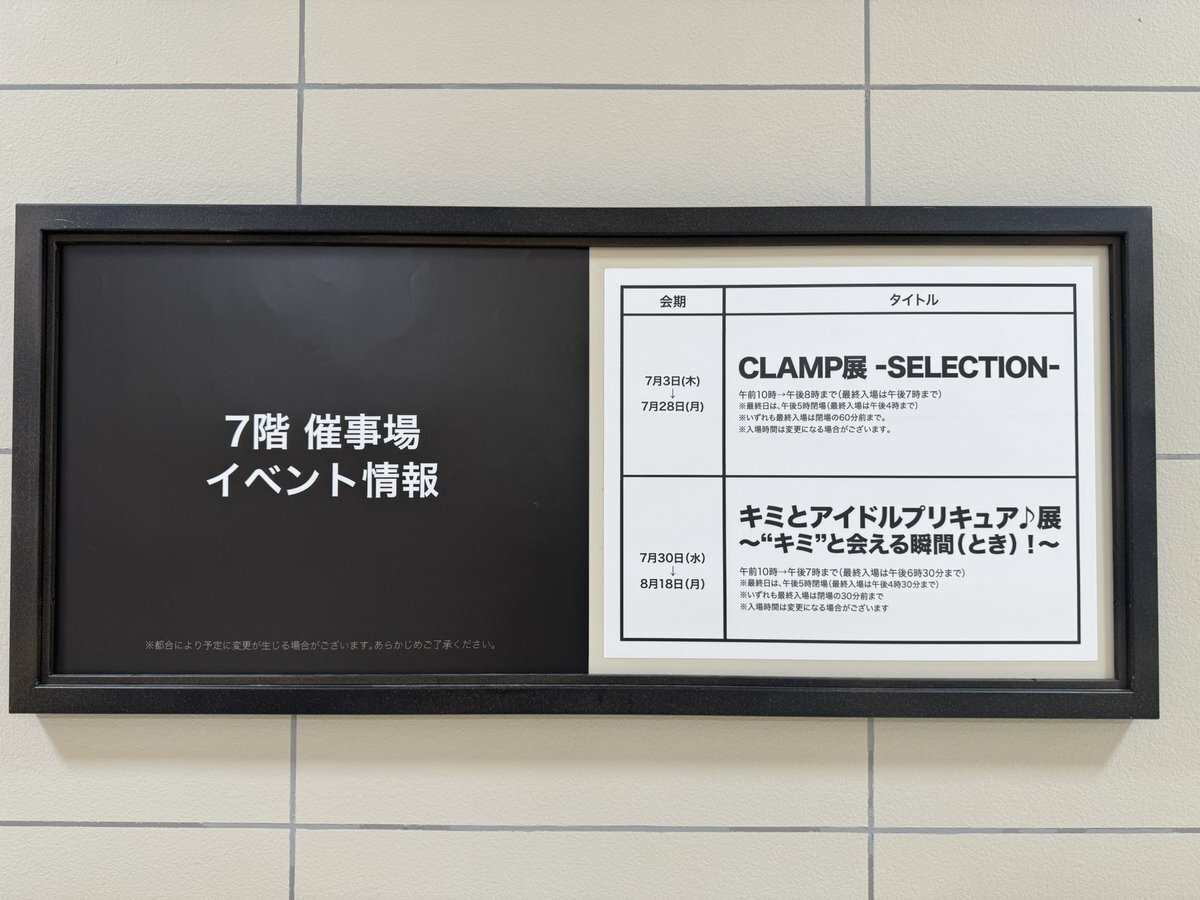 7階 催事場
イベント情報
※都合により予定に変更が生じる場合がございます。あらかじめご了承ください。
会期
タイトル
7月3日(木)
↓
7月28日(月)
CLAMP展 -SELECTION-
午前10時→午後8時まで(最終入場は午後7時まで)
※最終日は、午後5時閉場(最終入場は午後4時まで)
※いずれも最終入場は閉場の60分前まで。
※入場時間は変更になる場合がございます。
7月30日(水)
↓
8月18日(月)
キミとアイドルプリキュア♪展
～“キミ”と会える瞬間(とき)！～
午前10時→午後7時まで(最終入場は午後6時30分まで)
※最終日は、午後5時閉場(最終入場は午後4時30分まで)
※いずれも最終入場は閉場の30分前まで
※入場時間は変更になる場合がございます